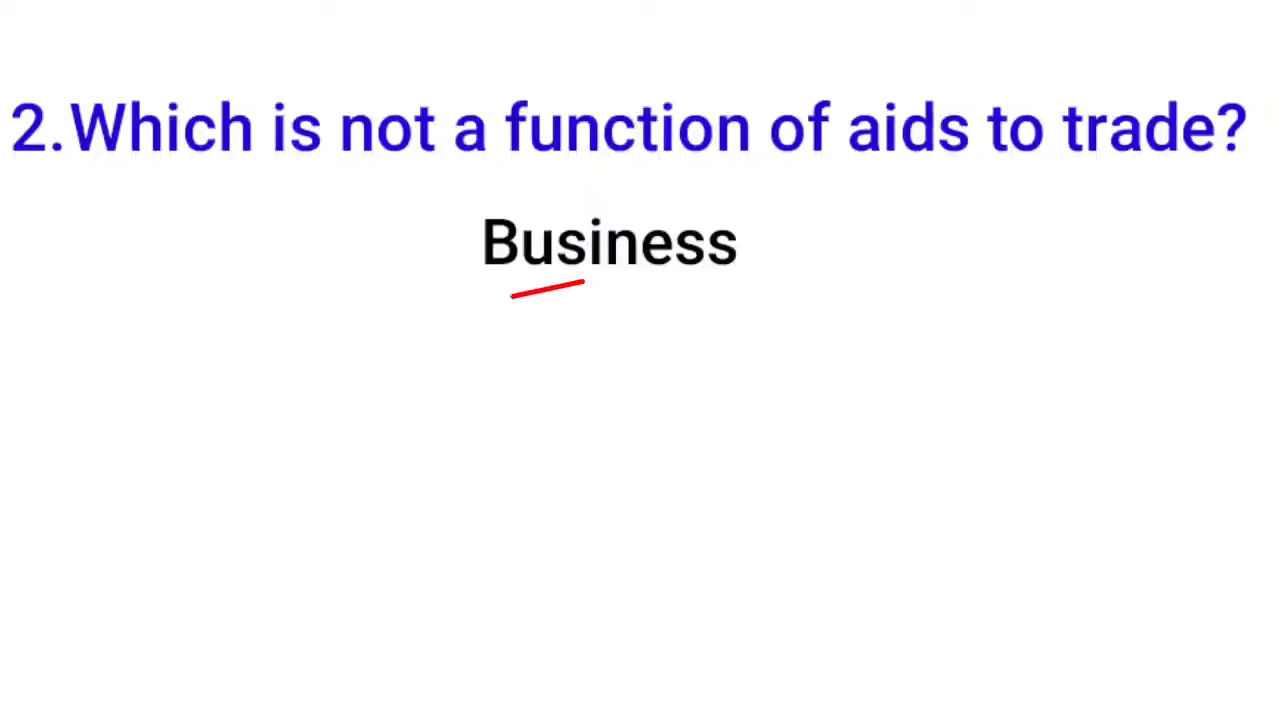 2.Which is not a function of aids to trade?
Business